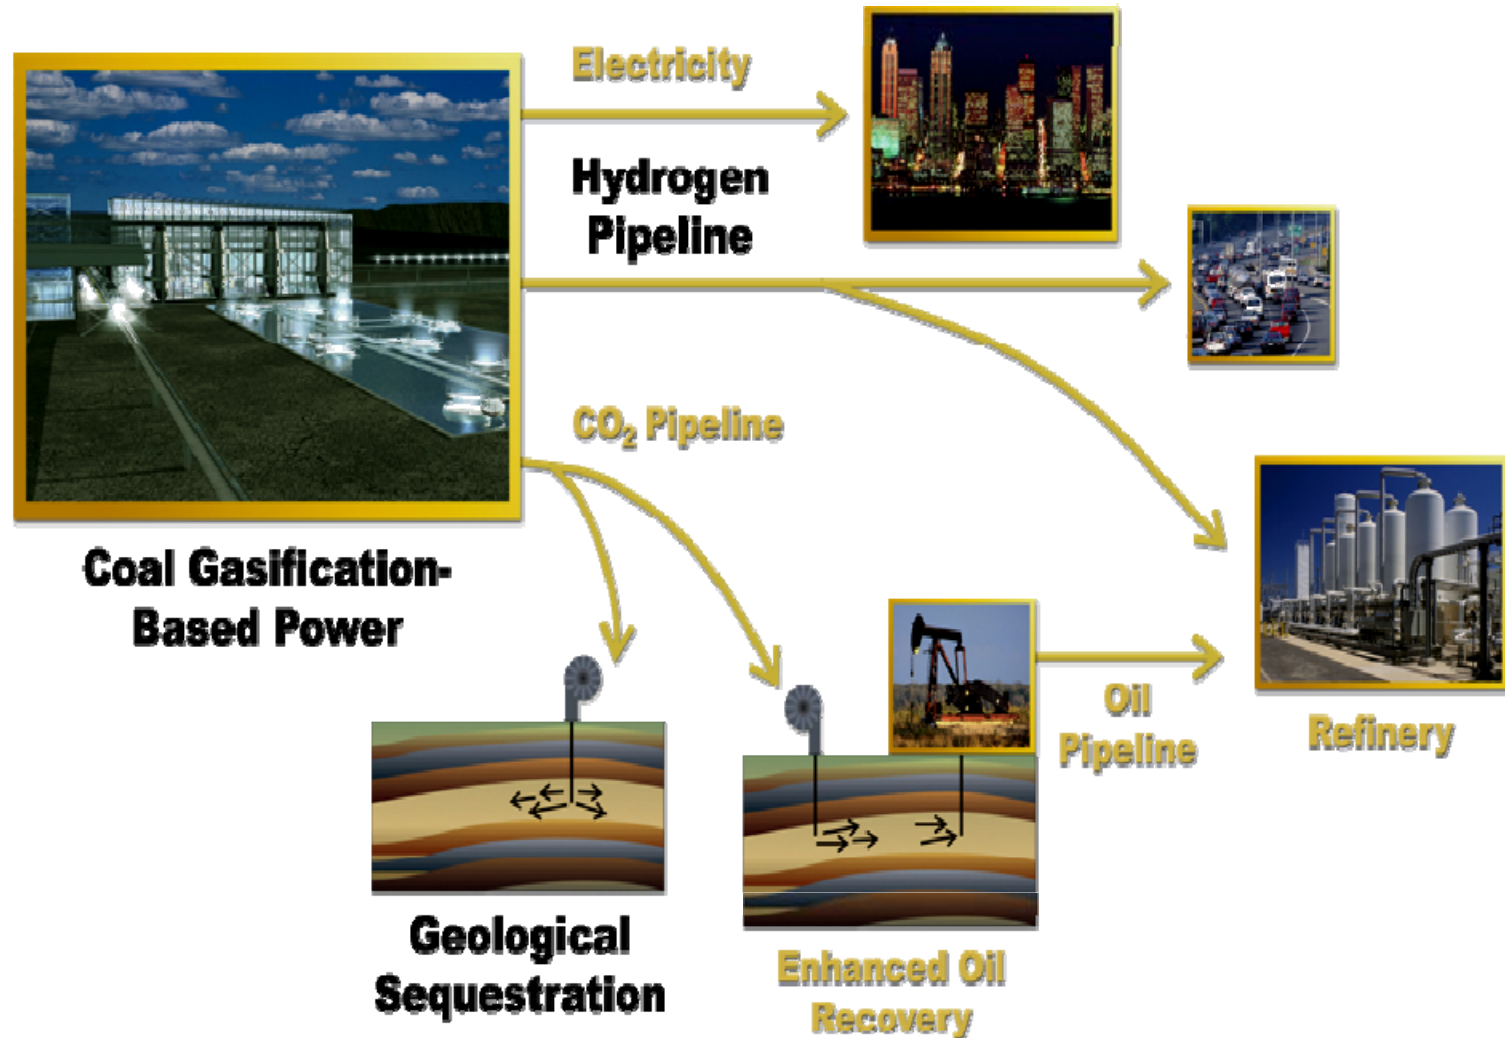 Electricity
Hydrogen
Pipeline
CO₂ Pipeline
Coal Gasification-
Based Power
Oil
Pipeline
Refinery
Geological
Sequestration
Enhanced Oil
Recovery